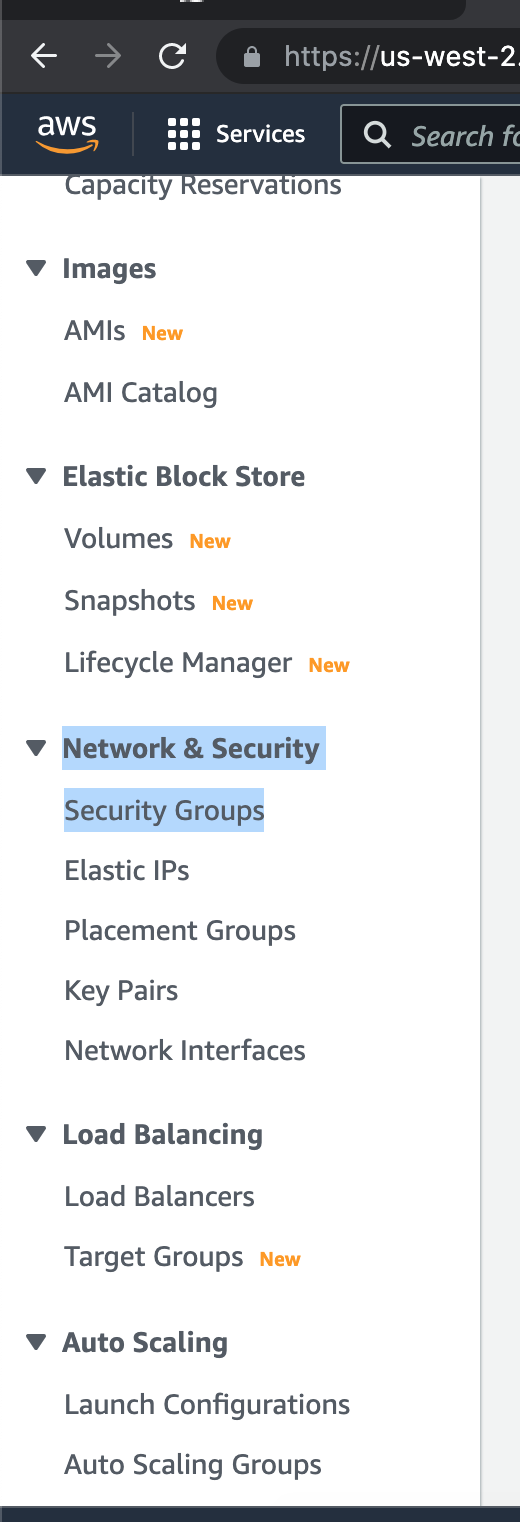 https://us-west-2.
aws
Services
Search fo
Capacity Reservations
Images
AMIs New
AMI Catalog
Elastic Block Store
Volumes New
Snapshots New
Lifecycle Manager New
Network & Security
Security Groups
Elastic IPs
Placement Groups
Key Pairs
Network Interfaces
Load Balancing
Load Balancers
Target Groups New
Auto Scaling
Launch Configurations
Auto Scaling Groups